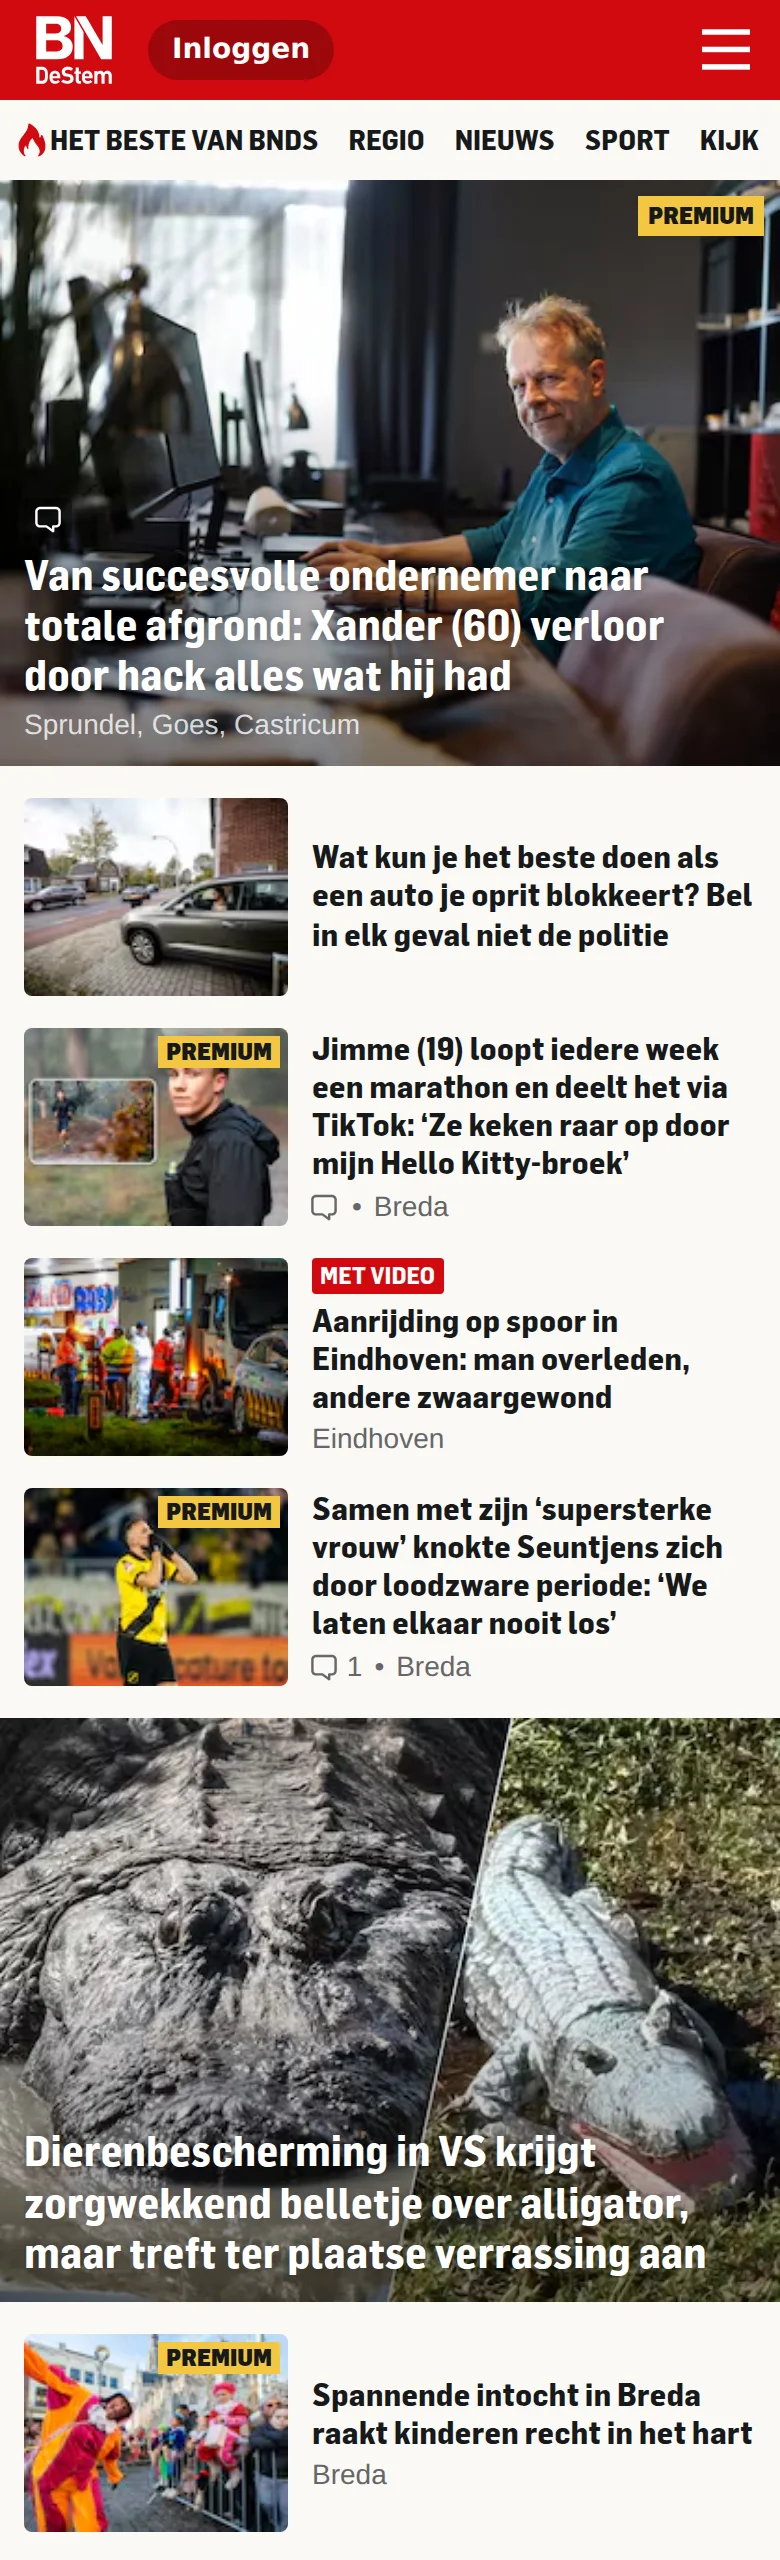 BN
DeStem
Inloggen
HET BESTE VAN BNDS REGIO NIEUWS SPORT KIJK
PREMIUM
Van succesvolle ondernemer naar
totale afgrond: Xander (60) verloor
door hack alles wat hij had
Sprundel, Goes, Castricum
Wat kun je het beste doen als
een auto je oprit blokkeert? Bel
in elk geval niet de politie
PREMIUM
Jimme (19) loopt iedere week
een marathon en deelt het via
TikTok: ‘Ze keken raar op door
mijn Hello Kitty-broek’
• Breda
MET VIDEO
Aanrijding op spoor in
Eindhoven: man overleden,
andere zwaargewond
Eindhoven
PREMIUM
Samen met zijn ‘supersterke
vrouw’ knokte Seuntjens zich
door loodzware periode: ‘We
laten elkaar nooit los’
1 • Breda
Dierenbescherming in VS krijgt
zorgwekkend belletje over alligator,
maar treft ter plaatse verrassing aan
PREMIUM
Spannende intocht in Breda
raakt kinderen recht in het hart
Breda